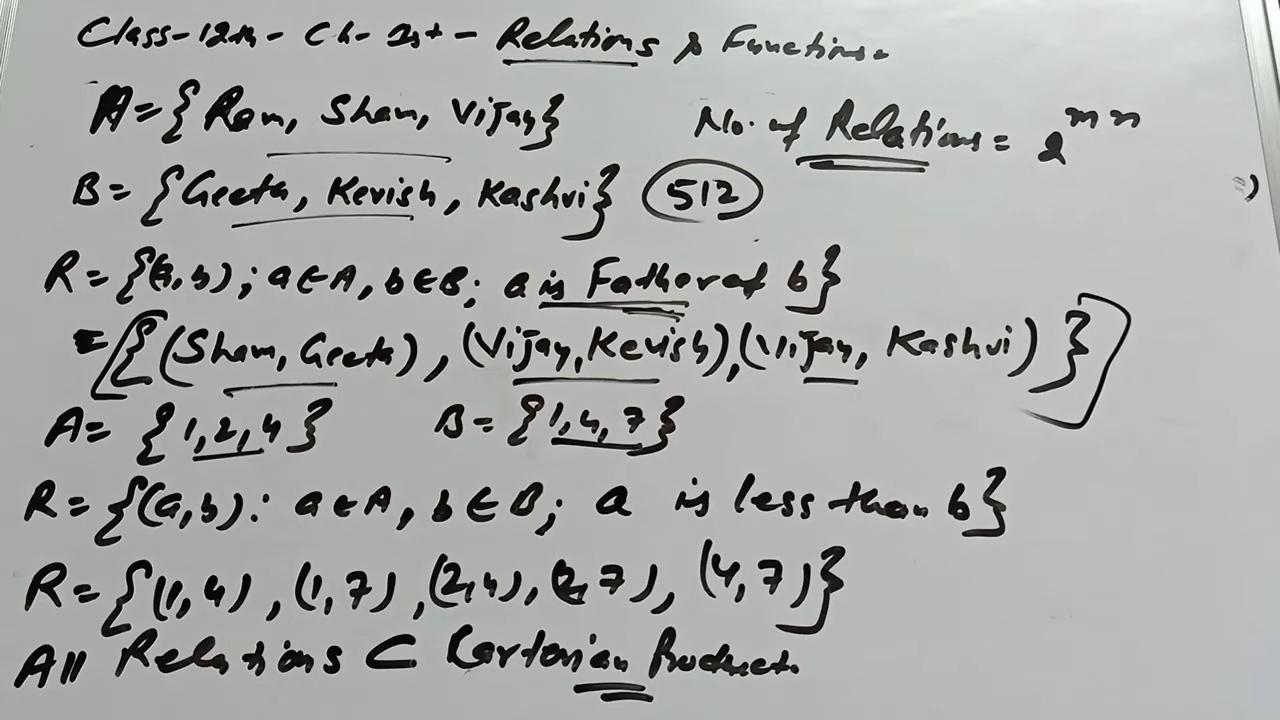 Class-12th - Ch-1st - Relations & Functions.
A={Ram, Sham, Vijay}
No. of Relations = 2^mn
B={Geeta, Kevish, Kashvi} 512
R={(a,b); a∈A, b∈B; a is Father of b}
={(Sham, Geeta), (Vijay, Kevish), (Vijay, Kashvi)}
A={1,2,4} B={1,4,7}
R={(a,b): a∈A, b∈B; a is less than b}
R={(1,4), (1,7), (2,4), (2,7), (4,7)}
All Relations ⊂ Cartesian Product.